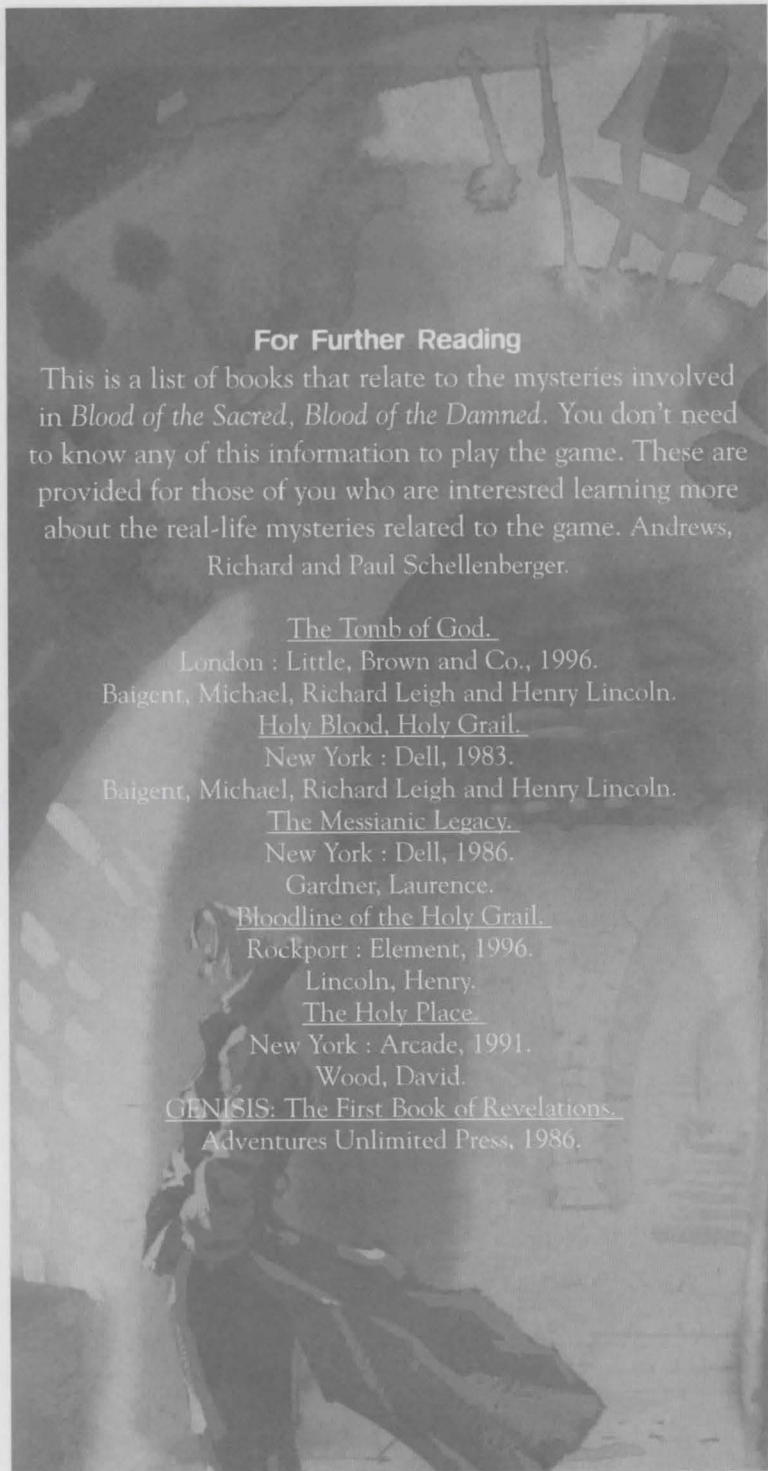 For Further Reading
This is a list of books that relate to the mysteries involved
in Blood of the Sacred, Blood of the Damned. You don't need
to know any of this information to play the game. These are
provided for those of you who are interested learning more
about the real-life mysteries related to the game. Andrews,
Richard and Paul Schellenberger.
The Tomb of God.
London : Little, Brown and Co., 1996.
Baigent, Michael, Richard Leigh and Henry Lincoln.
Holy Blood, Holy Grail.
New York : Dell, 1983.
Baigent, Michael, Richard Leigh and Henry Lincoln.
The Messianic Legacy.
New York : Dell, 1986.
Gardner, Laurence.
Bloodline of the Holy Grail.
Rockport : Element, 1996.
Lincoln, Henry.
The Holy Place.
New York : Arcade, 1991.
Wood, David.
GENISIS: The First Book of Revelations.
Adventures Unlimited Press, 1986.